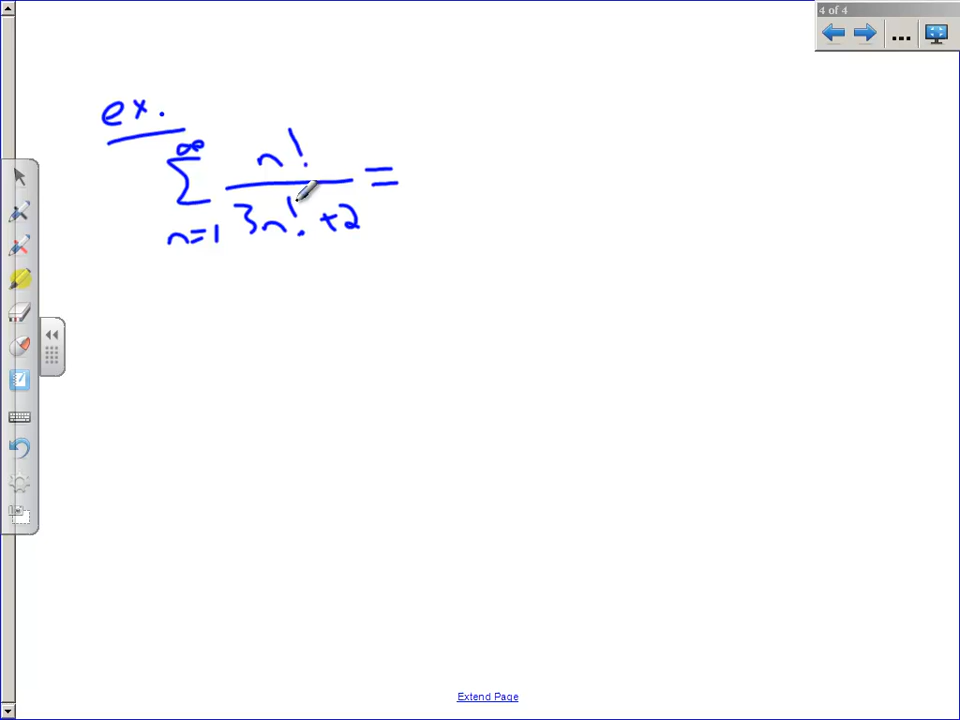 4 of 4
ex.
∞
∑ n! / 3n! + 2 =
n=1
Extend Page